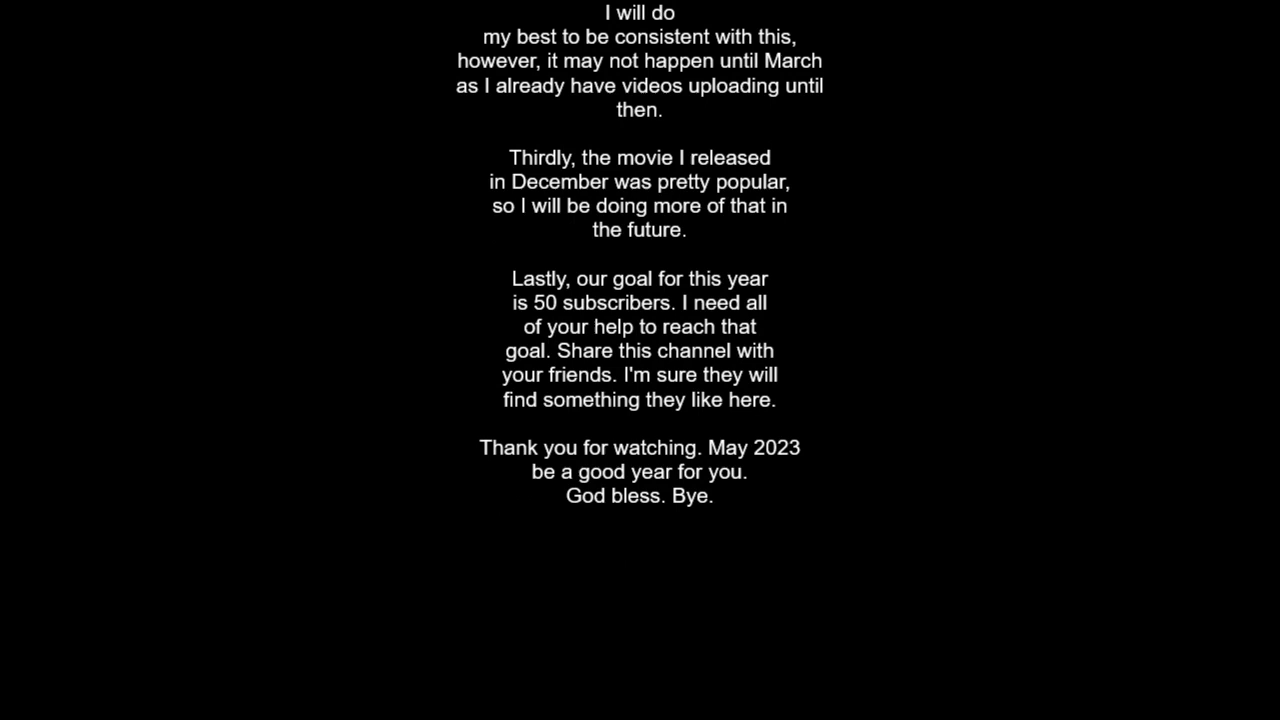 I will do
my best to be consistent with this,
however, it may not happen until March
as I already have videos uploading until
then.
Thirdly, the movie I released
in December was pretty popular,
so I will be doing more of that in
the future.
Lastly, our goal for this year
is 50 subscribers. I need all
of your help to reach that
goal. Share this channel with
your friends. I'm sure they will
find something they like here.
Thank you for watching. May 2023
be a good year for you.
God bless. Bye.